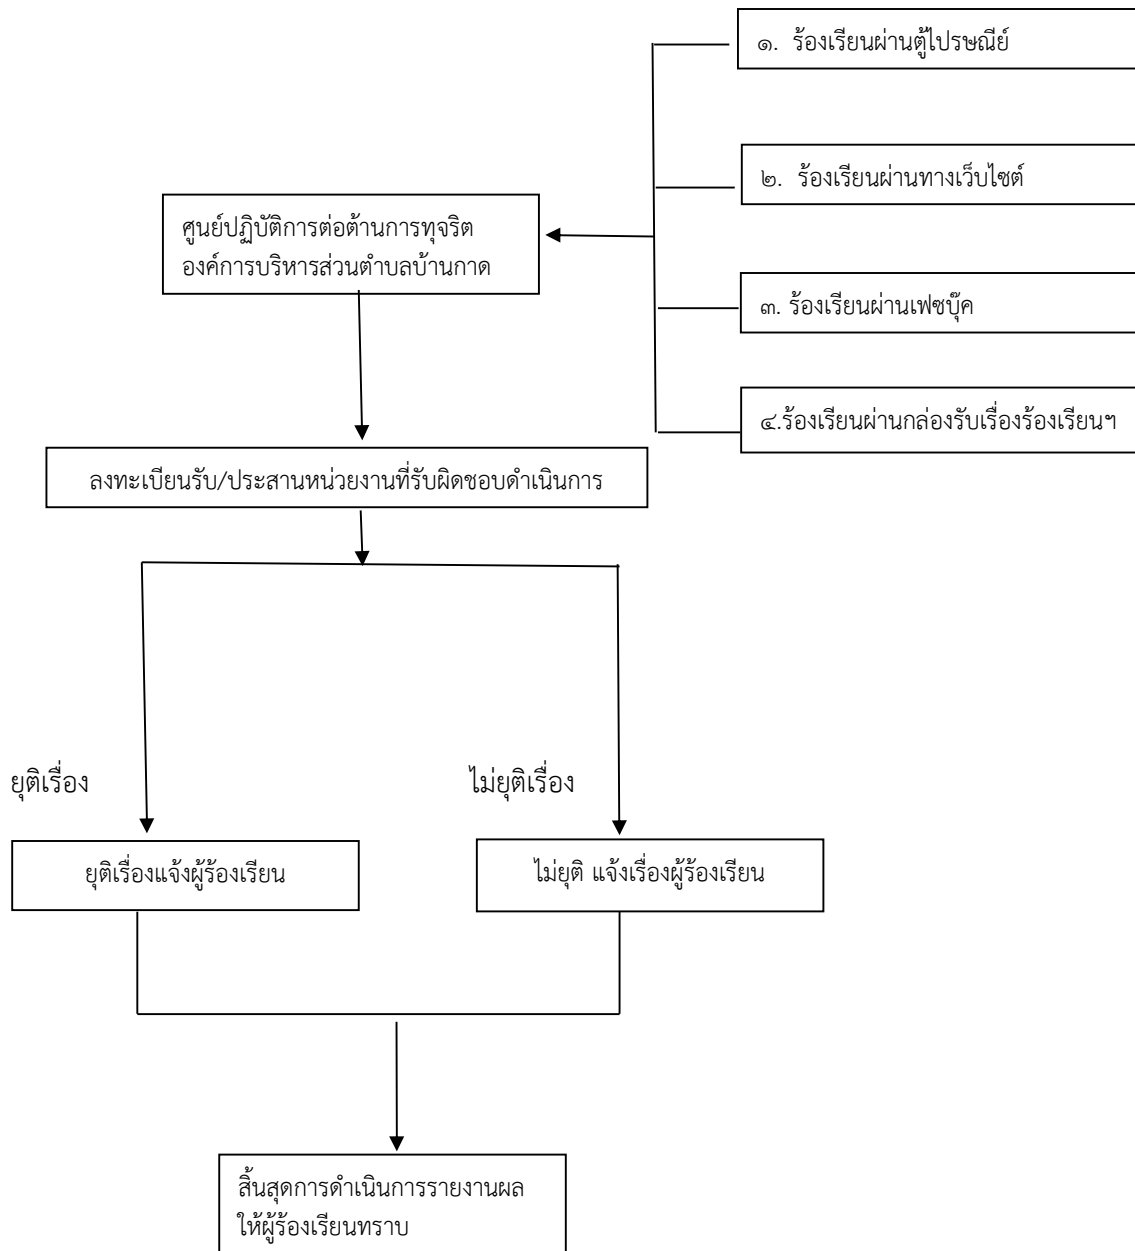 ๑. ร้องเรียนผ่านตู้ไปรษณีย์
๒. ร้องเรียนผ่านทางเว็บไซต์
ศูนย์ปฏิบัติการต่อต้านการทุจริต
องค์การบริหารส่วนตำบลบ้านกาด
๓. ร้องเรียนผ่านเฟซบุ๊ค
๔.ร้องเรียนผ่านกล่องรับเรื่องร้องเรียนฯ
ลงทะเบียนรับ/ประสานหน่วยงานที่รับผิดชอบดำเนินการ
ยุติเรื่อง
ไม่ยุติเรื่อง
ยุติเรื่องแจ้งผู้ร้องเรียน
ไม่ยุติ แจ้งเรื่องผู้ร้องเรียน
สิ้นสุดการดำเนินการรายงานผล
ให้ผู้ร้องเรียนทราบ